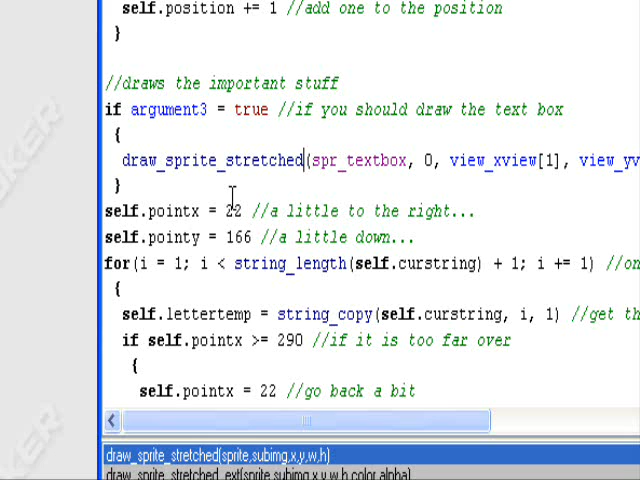 self.position += 1 //add one to the position
}
//draws the important stuff
if argument3 = true //if you should draw the text box
{
draw_sprite_stretched(spr_textbox, 0, view_xview[1], view_yv
}
self.pointx = 22 //a little to the right...
self.pointy = 166 //a little down...
for(i = 1; i < string_length(self.curstring) + 1; i += 1) //on
{
self.lettertemp = string_copy(self.curstring, i, 1) //get th
if self.pointx >= 290 //if it is too far over
{
self.pointx = 22 //go back a bit
draw_sprite_stretched(sprite,subimg,x,y,w,h)
draw_sprite_stretched_ext(sprite,subimg,x,y,w,h,color,alpha)